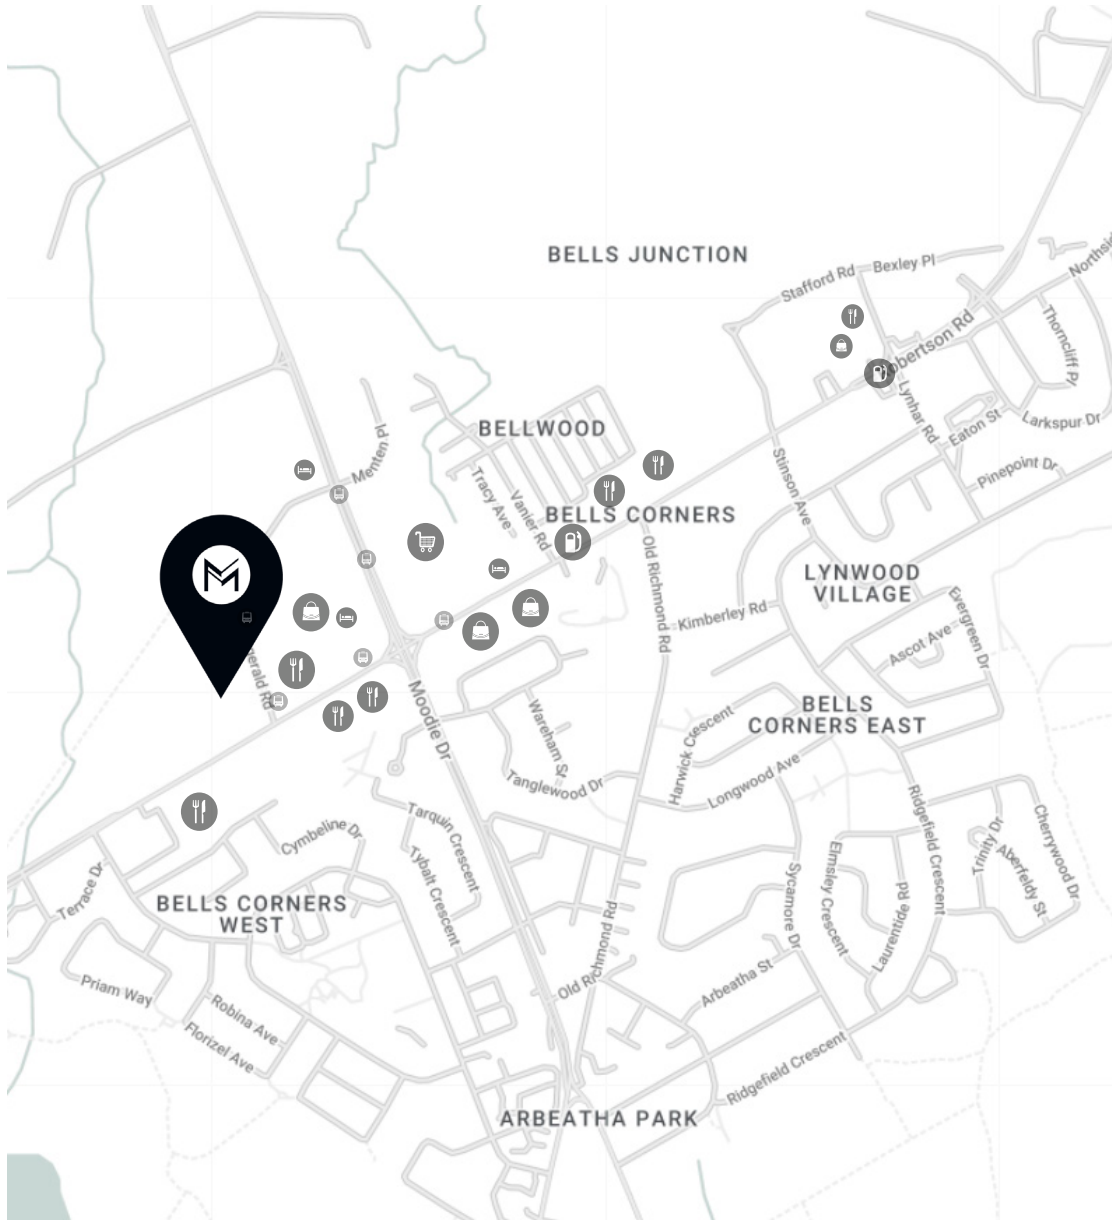 BELLS JUNCTION
Stafford Rd
Bexley Pl
Robertson Rd
Thorncliff Pl
Larkspur Dr
Lynhar Rd
Eaton St
Pinepoint Dr
Menten Pl
BELLWOOD
Tracy Ave
Vanier Rd
BELLS CORNERS
Stinson Ave
Old Richmond Rd
LYNWOOD
VILLAGE
Kimberley Rd
Evergreen Dr
Ascot Ave
M
Moodie Dr
Wareham St
Tanglewood Dr
Harwick Crescent
Longwood Ave
BELLS
CORNERS EAST
Ridgefield Crescent
Trinity Dr
Cherrywood Dr
Aberfeldy St
Elmsley Crescent
Laurentide Rd
Sycamore Dr
Tarquin Crescent
Cymbeline Dr
Tybalt Crescent
Terrace Dr
BELLS CORNERS
WEST
Priam Way
Robina Ave
Florizel Ave
Old Richmond Rd
Arbeatha St
Ridgefield Crescent
ARBEATHA PARK